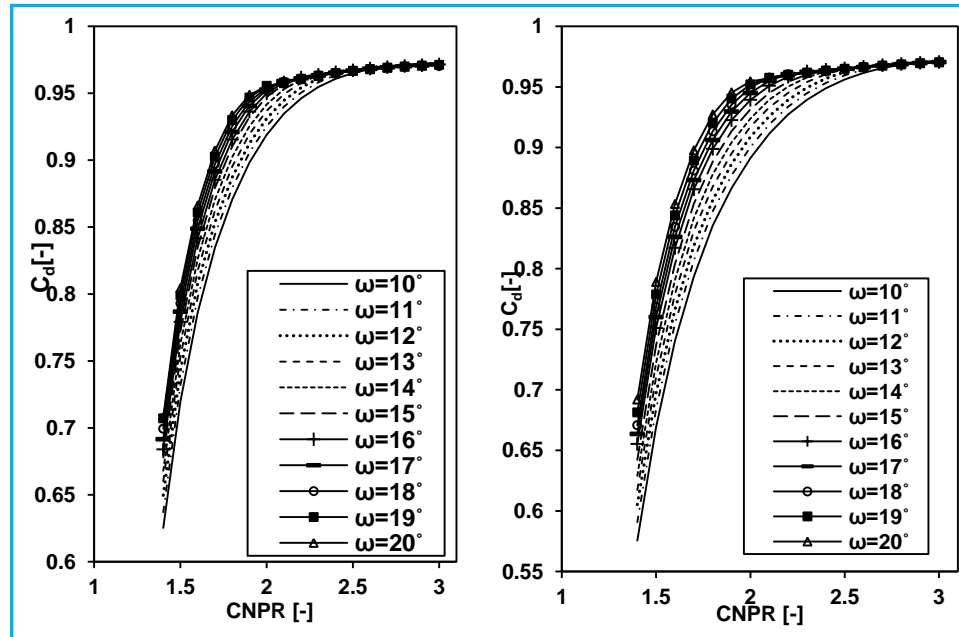 1
0.95
0.9
0.85
0.8
0.75
0.7
0.65
0.6
C_d[-]
1 1.5 2 2.5 3
CNPR [-]
ω=10°
ω=11°
ω=12°
ω=13°
ω=14°
ω=15°
ω=16°
ω=17°
ω=18°
ω=19°
ω=20°
1
0.95
0.9
0.85
0.8
0.75
0.7
0.65
0.6
0.55
C_d[-]
1 1.5 2 2.5 3
CNPR [-]
ω=10°
ω=11°
ω=12°
ω=13°
ω=14°
ω=15°
ω=16°
ω=17°
ω=18°
ω=19°
ω=20°